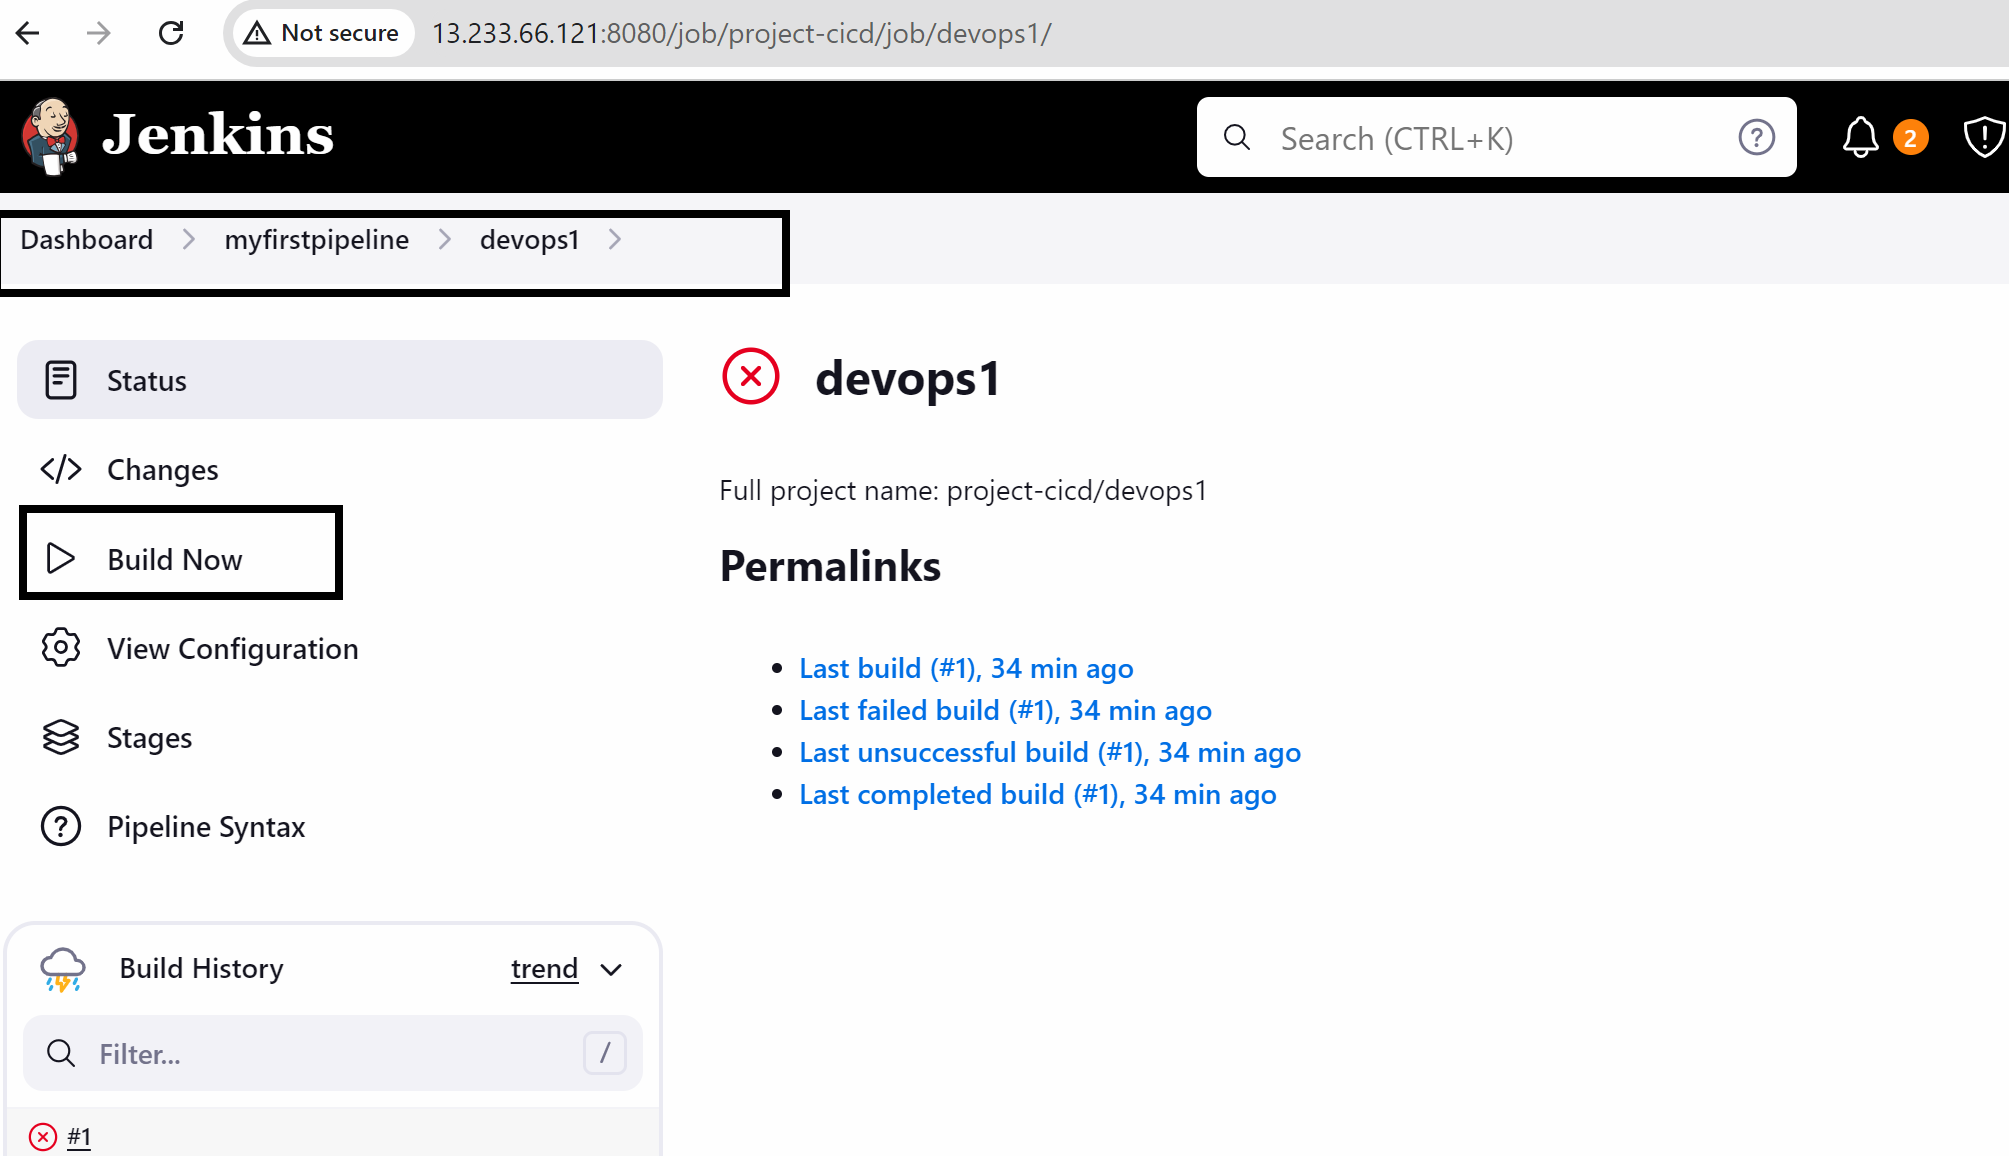 Not secure 13.233.66.121:8080/job/project-cicd/job/devops1/
Jenkins
Search (CTRL+K)
2
Dashboard
myfirstpipeline
devops1
Status
Changes
Build Now
View Configuration
Stages
Pipeline Syntax
Build History
trend
Filter...
/
#1
devops1
Full project name: project-cicd/devops1
Permalinks
Last build (#1), 34 min ago
Last failed build (#1), 34 min ago
Last unsuccessful build (#1), 34 min ago
Last completed build (#1), 34 min ago